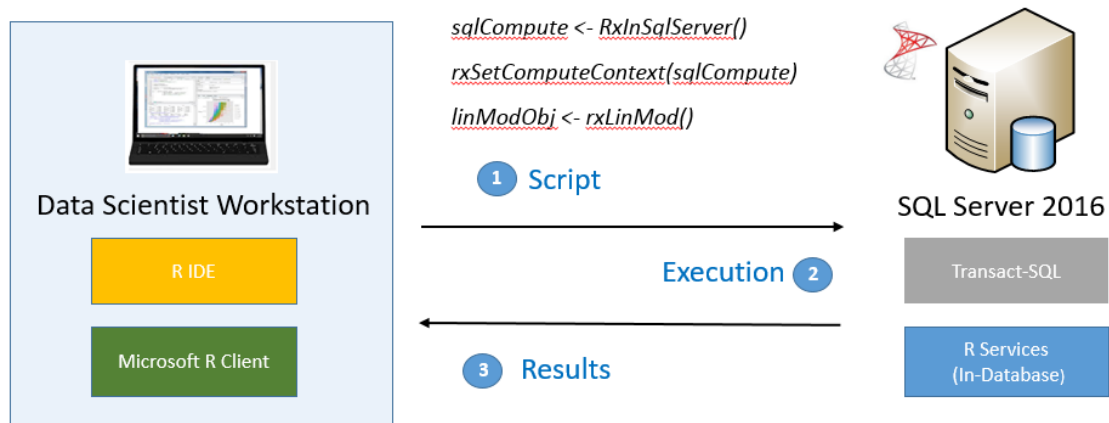 sqlCompute <- RxInSqlServer()
rxSetComputeContext(sqlCompute)
linModObj <- rxLinMod()
1 Script
Data Scientist Workstation
SQL Server 2016
R IDE
Execution 2
Transact-SQL
Microsoft R Client
3 Results
R Services
(In-Database)